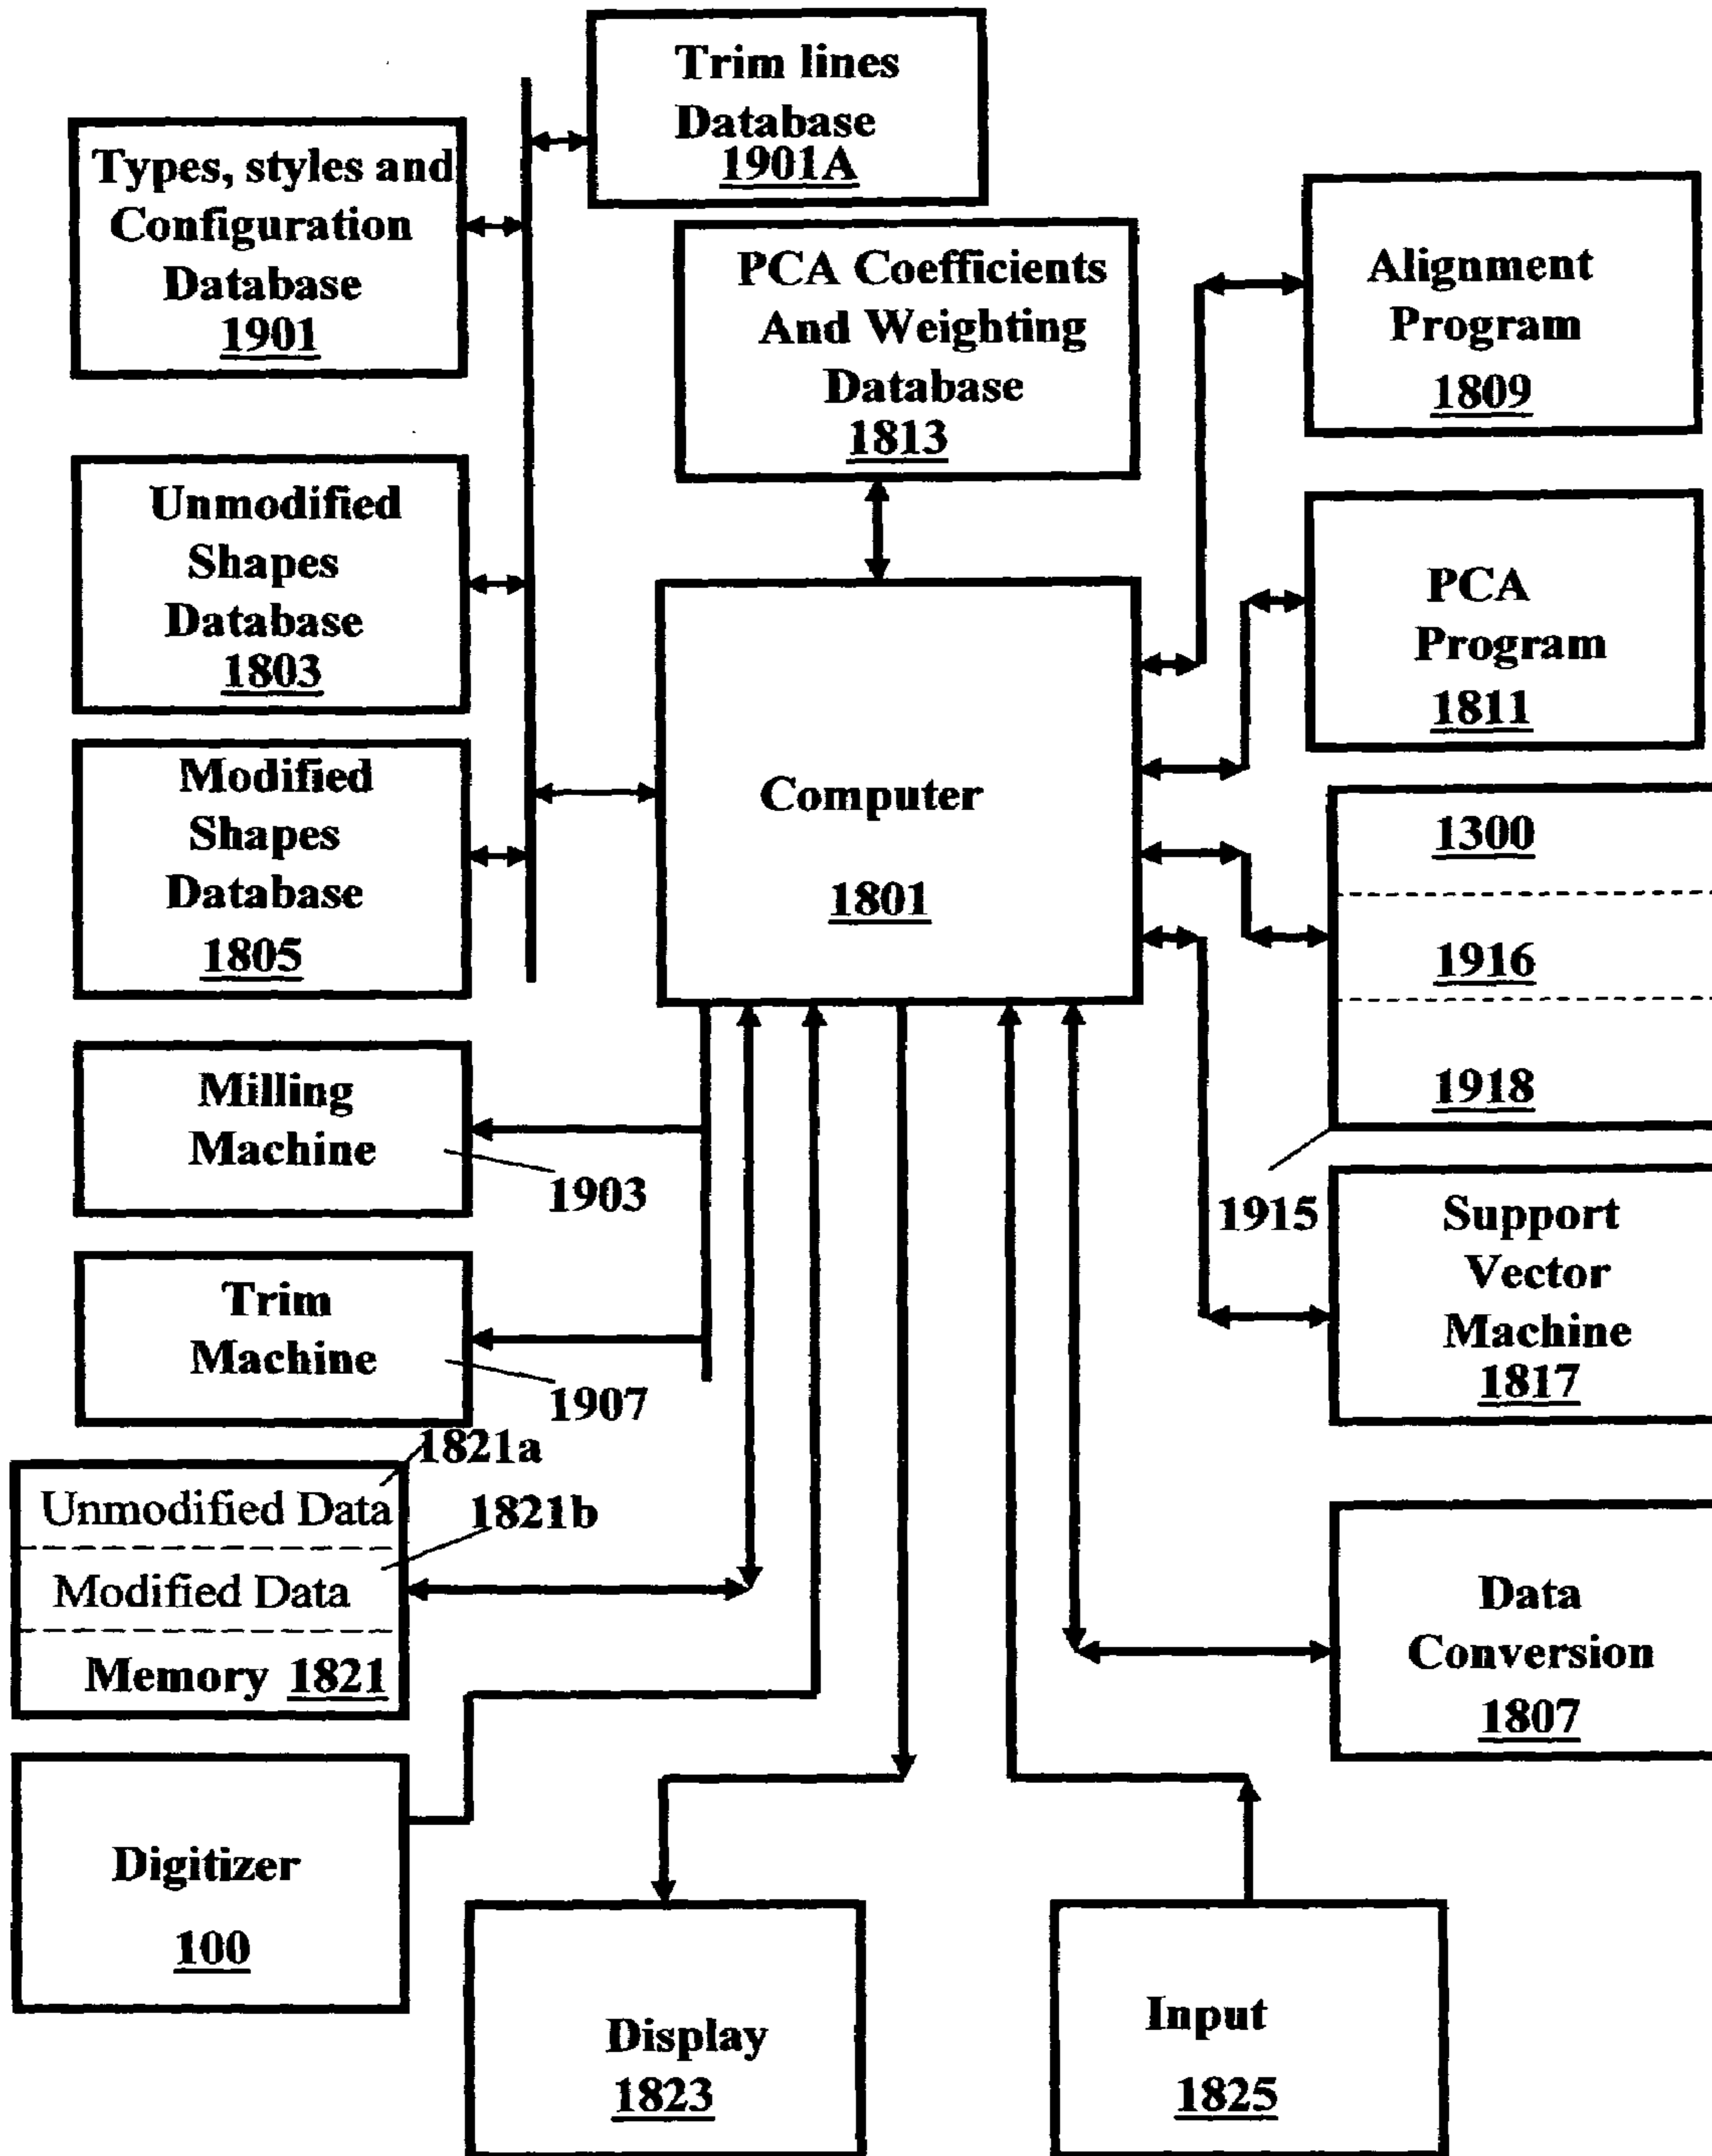 Trim lines
Database
1901A
Types, styles and
Configuration
Database
1901
PCA Coefficients
And Weighting
Database
1813
Alignment
Program
1809
Unmodified
Shapes
Database
1803
PCA
Program
1811
Modified
Shapes
Database
1805
Computer
1801
1300
1916
1918
1915
Milling
Machine
1903
Support
Vector
Machine
1817
Trim
Machine
1907
1821a
Unmodified Data
1821b
Modified Data
Memory 1821
Data
Conversion
1807
Digitizer
100
Display
1823
Input
1825